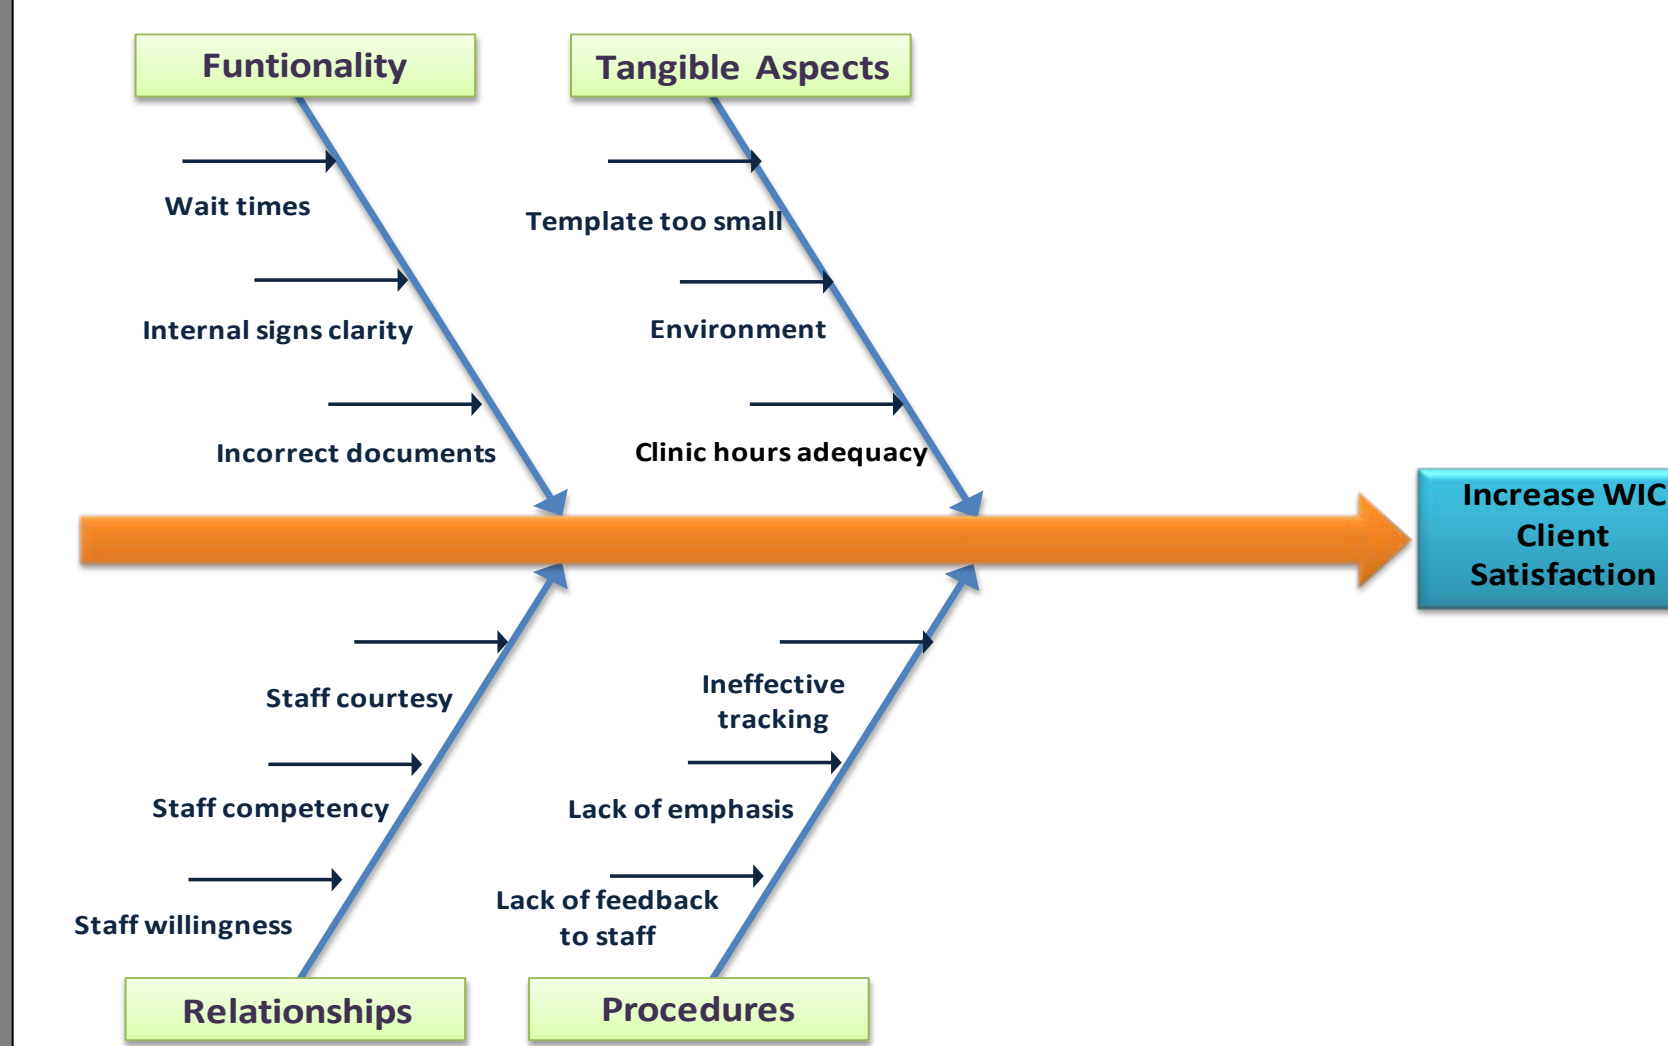 Funtionality
Tangible Aspects
Wait times
Template too small
Internal signs clarity
Environment
Incorrect documents
Clinic hours adequacy
Increase WIC
Client
Satisfaction
Staff courtesy
Ineffective
tracking
Staff competency
Lack of emphasis
Staff willingness
Lack of feedback
to staff
Relationships
Procedures